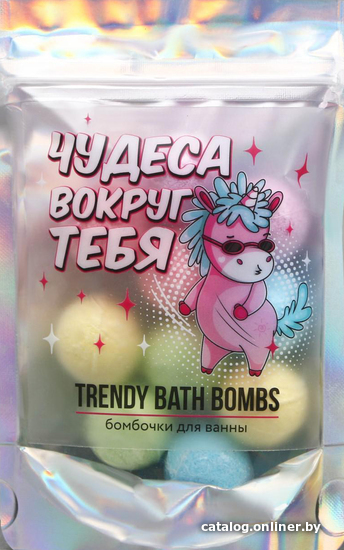 ЧУДЕСА
ВОКРУГ
ТЕБЯ
TRENDY BATH BOMBS
бомбочки для ванны
catalog.onliner.by